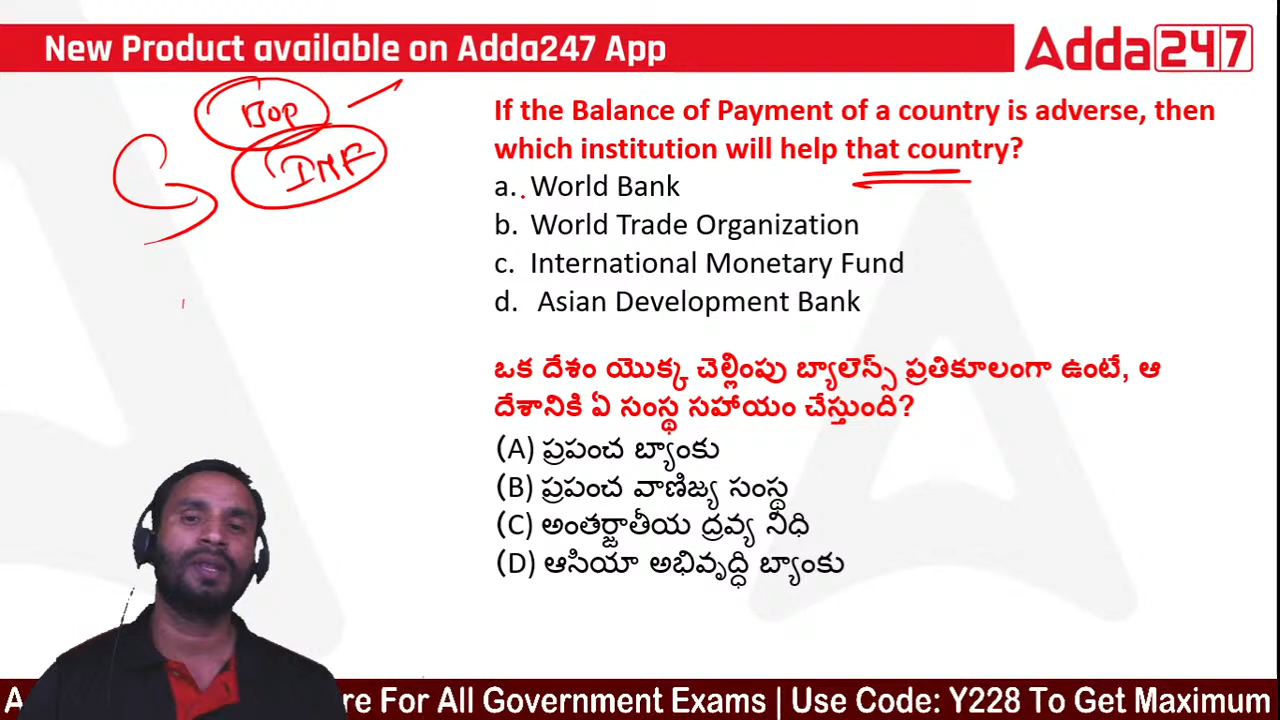 New Product available on Adda247 App
Adda247
BOP
IMF
If the Balance of Payment of a country is adverse, then
which institution will help that country?
a. World Bank
b. World Trade Organization
c. International Monetary Fund
d. Asian Development Bank
ఒక దేశం యొక్క చెల్లింపు బ్యాలెన్స్ ప్రతికూలంగా ఉంటే, ఆ
దేశానికి ఏ సంస్థ సహాయం చేస్తుంది?
(A) ప్రపంచ బ్యాంకు
(B) ప్రపంచ వాణిజ్య సంస్థ
(C) అంతర్జాతీయ ద్రవ్య నిధి
(D) ఆసియా అభివృద్ధి బ్యాంకు
A re For All Government Exams | Use Code: Y228 To Get Maximum